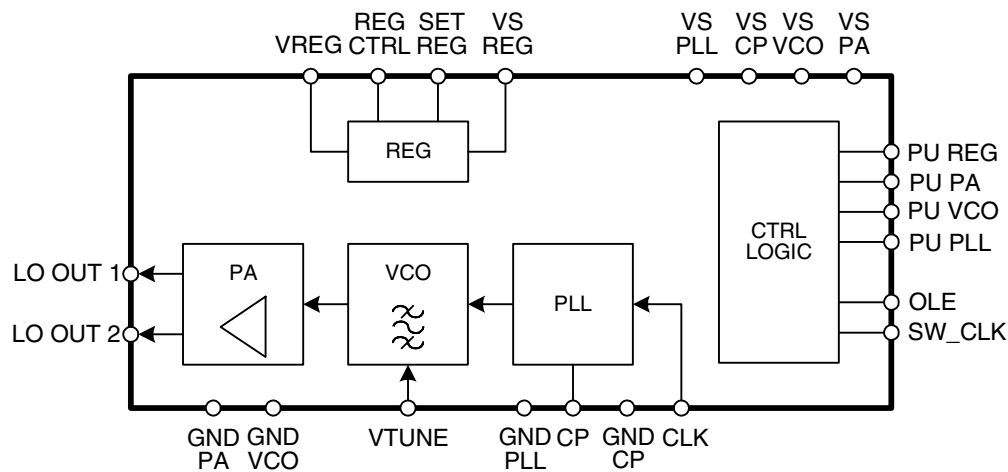 VREG
REG
CTRL
SET
REG
VS
REG
VS
PLL
VS
CP
VS
VCO
VS
PA
REG
CTRL
LOGIC
PU REG
PU PA
PU VCO
PU PLL
OLE
SW_CLK
LO OUT 1
LO OUT 2
PA
VCO
PLL
GND
PA
GND
VCO
VTUNE
GND
PLL
CP
GND
CP
CLK